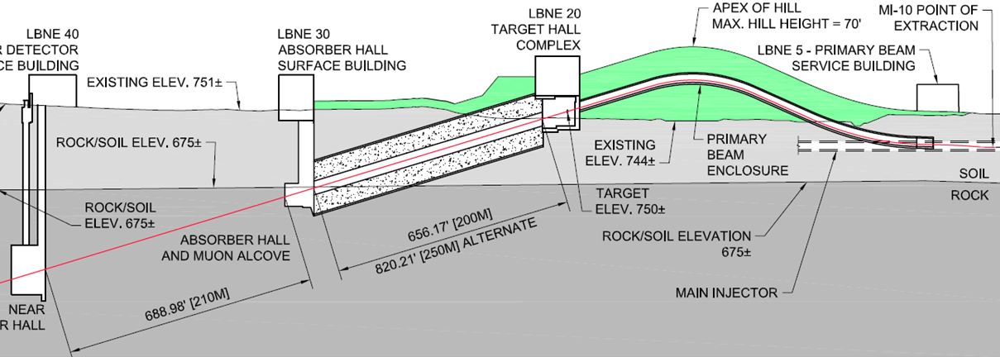 LBNE 40
R DETECTOR
CE BUILDING
EXISTING ELEV. 751±
ROCK/SOIL ELEV. 675±
ROCK/SOIL
ELEV. 675±
NEAR
R HALL
LBNE 30
ABSORBER HALL
SURFACE BUILDING
ABSORBER HALL
AND MUON ALCOVE
688.98' [210M]
656.17' [200M]
820.21' [250M] ALTERNATE
LBNE 20
TARGET HALL
COMPLEX
APEX OF HILL
MAX. HILL HEIGHT = 70'
MI-10 POINT OF
EXTRACTION
LBNE 5 - PRIMARY BEAM
SERVICE BUILDING
EXISTING
ELEV. 744±
PRIMARY
BEAM
ENCLOSURE
TARGET
ELEV. 750±
SOIL
ROCK
ROCK/SOIL ELEVATION
675±
MAIN INJECTOR